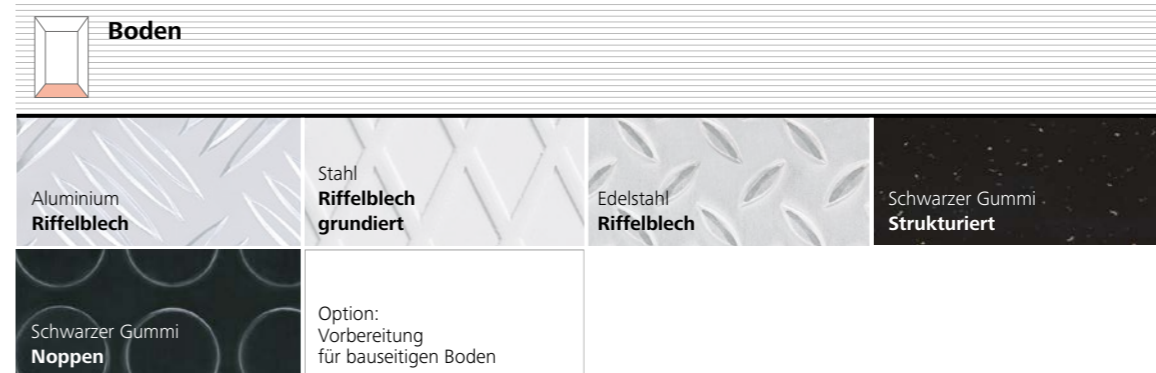 Boden
Aluminium
Riffelblech
Stahl
Riffelblech
grundiert
Edelstahl
Riffelblech
Schwarzer Gummi
Strukturiert
Schwarzer Gummi
Noppen
Option:
Vorbereitung
für bauseitigen Boden